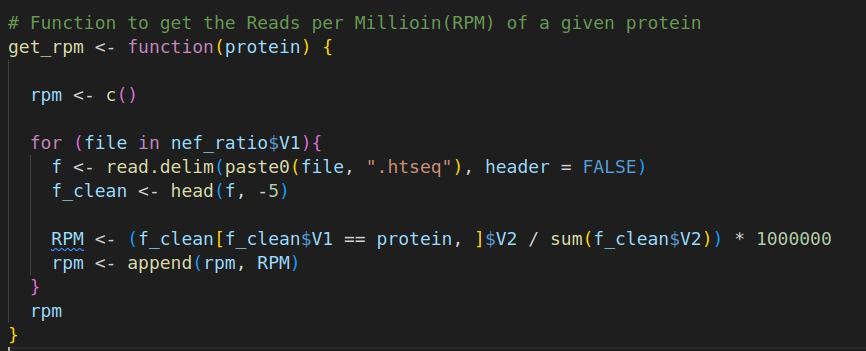 # Function to get the Reads per Millioin(RPM) of a given protein
get_rpm <- function(protein) {
rpm <- c()
for (file in nef_ratio$V1){
f <- read.delim(paste0(file, ".htseq"), header = FALSE)
f_clean <- head(f, -5)
RPM <- (f_clean[f_clean$V1 == protein, ]$V2 / sum(f_clean$V2)) * 1000000
rpm <- append(rpm, RPM)
}
rpm
}